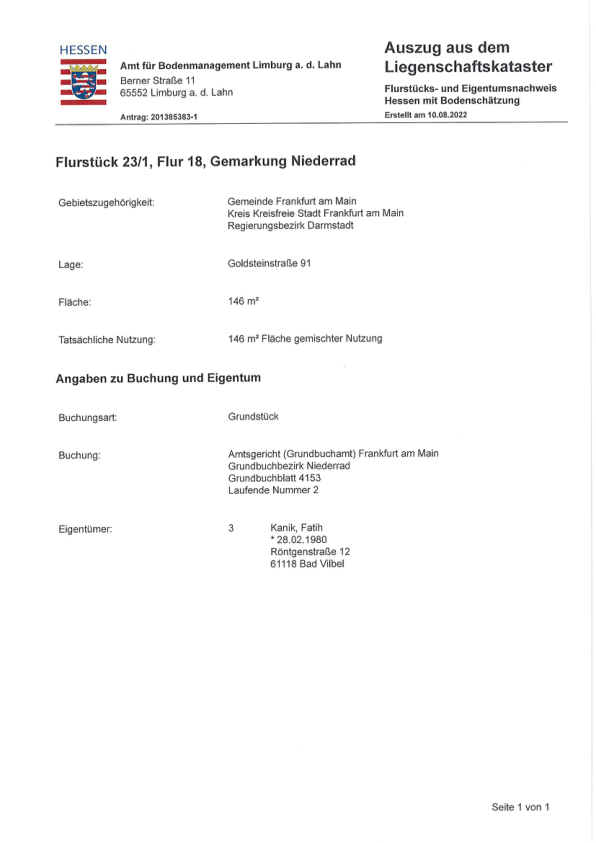 HESSEN
Amt für Bodenmanagement Limburg a. d. Lahn
Berner Straße 11
65552 Limburg a. d. Lahn
Antrag: 201385383-1
Auszug aus dem
Liegenschaftskataster
Flurstücks- und Eigentumsnachweis
Hessen mit Bodenschätzung
Erstellt am 10.08.2022
Flurstück 23/1, Flur 18, Gemarkung Niederrad
Gebietszugehörigkeit: Gemeinde Frankfurt am Main
Kreis Kreisfreie Stadt Frankfurt am Main
Regierungsbezirk Darmstadt
Lage: Goldsteinstraße 91
Fläche: 146 m²
Tatsächliche Nutzung: 146 m² Fläche gemischter Nutzung
Angaben zu Buchung und Eigentum
Buchungsart: Grundstück
Buchung: Amtsgericht (Grundbuchamt) Frankfurt am Main
Grundbuchbezirk Niederrad
Grundbuchblatt 4153
Laufende Nummer 2
Eigentümer: 3 Kanik, Fatih
* 28.02.1980
Röntgenstraße 12
61118 Bad Vilbel
Seite 1 von 1